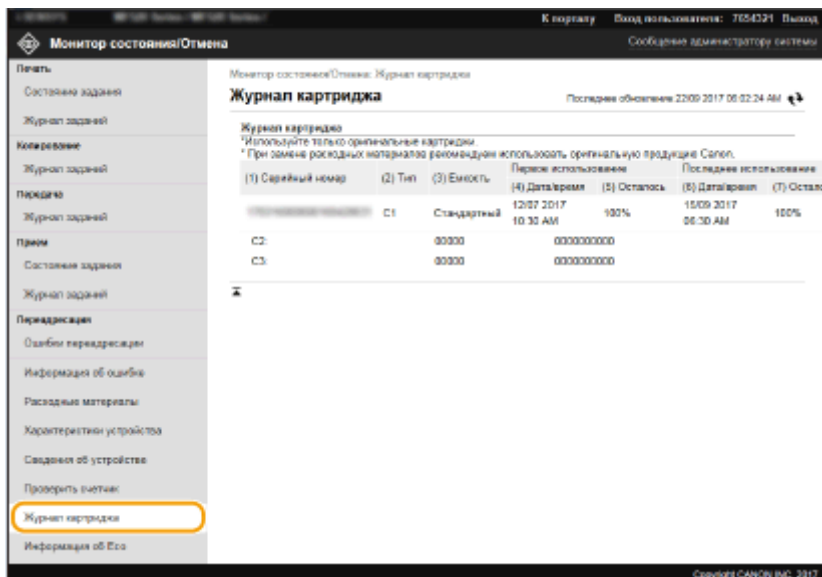 К порталу Вход пользователя: 7654321 Выход
Монитор состояния/Отмена Сообщение администратору системы
Печать
Состояние задания
Журнал заданий
Копирование
Журнал заданий
Передача
Журнал заданий
Прием
Состояние задания
Журнал заданий
Переадресация
Ошибки переадресации
Информация об ошибке
Расходные материалы
Характеристики устройства
Сведения об устройстве
Проверить счетчик
Журнал картриджа
Информация об Eco
Монитор состояния/Отмена: Журнал картриджа
Журнал картриджа Последнее обновление 22/09 2017 06:02:24 AM
Журнал картриджа
*Используйте только оригинальные картриджи.
* При замене расходных материалов рекомендуем использовать оригинальную продукцию Canon.
(1) Серийный номер (2) Тип (3) Емкость Первое использование Последнее использование
(4) Дата/время (5) Осталось (6) Дата/время (7) Остало
C1 Стандартный 12/07 2017 10:30 AM 100% 15/09 2017 06:30 AM 100%
C2: 00000 0000000000
C3: 00000 0000000000
Copyright CANON INC. 2017